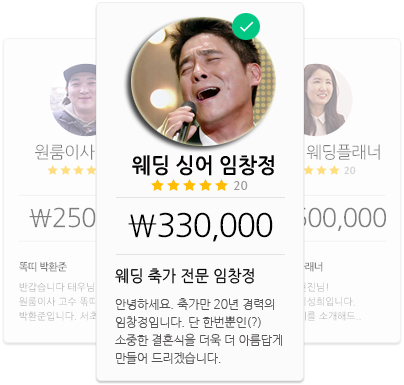 원룸이사
20
₩250
똑띠 박환준
반갑습니다 태우님
원룸이사 고수 똑띠
박환준입니다. 서초
웨딩 싱어 임창정
20
₩330,000
웨딩 축가 전문 임창정
안녕하세요. 축가만 20년 경력의
임창정입니다. 단 한번뿐인(?)
소중한 결혼식을 더욱 더 아름답게
만들어 드리겠습니다.
웨딩플래너
20
500,000
래너
현진님!
성희입니다.
를 소개해드..